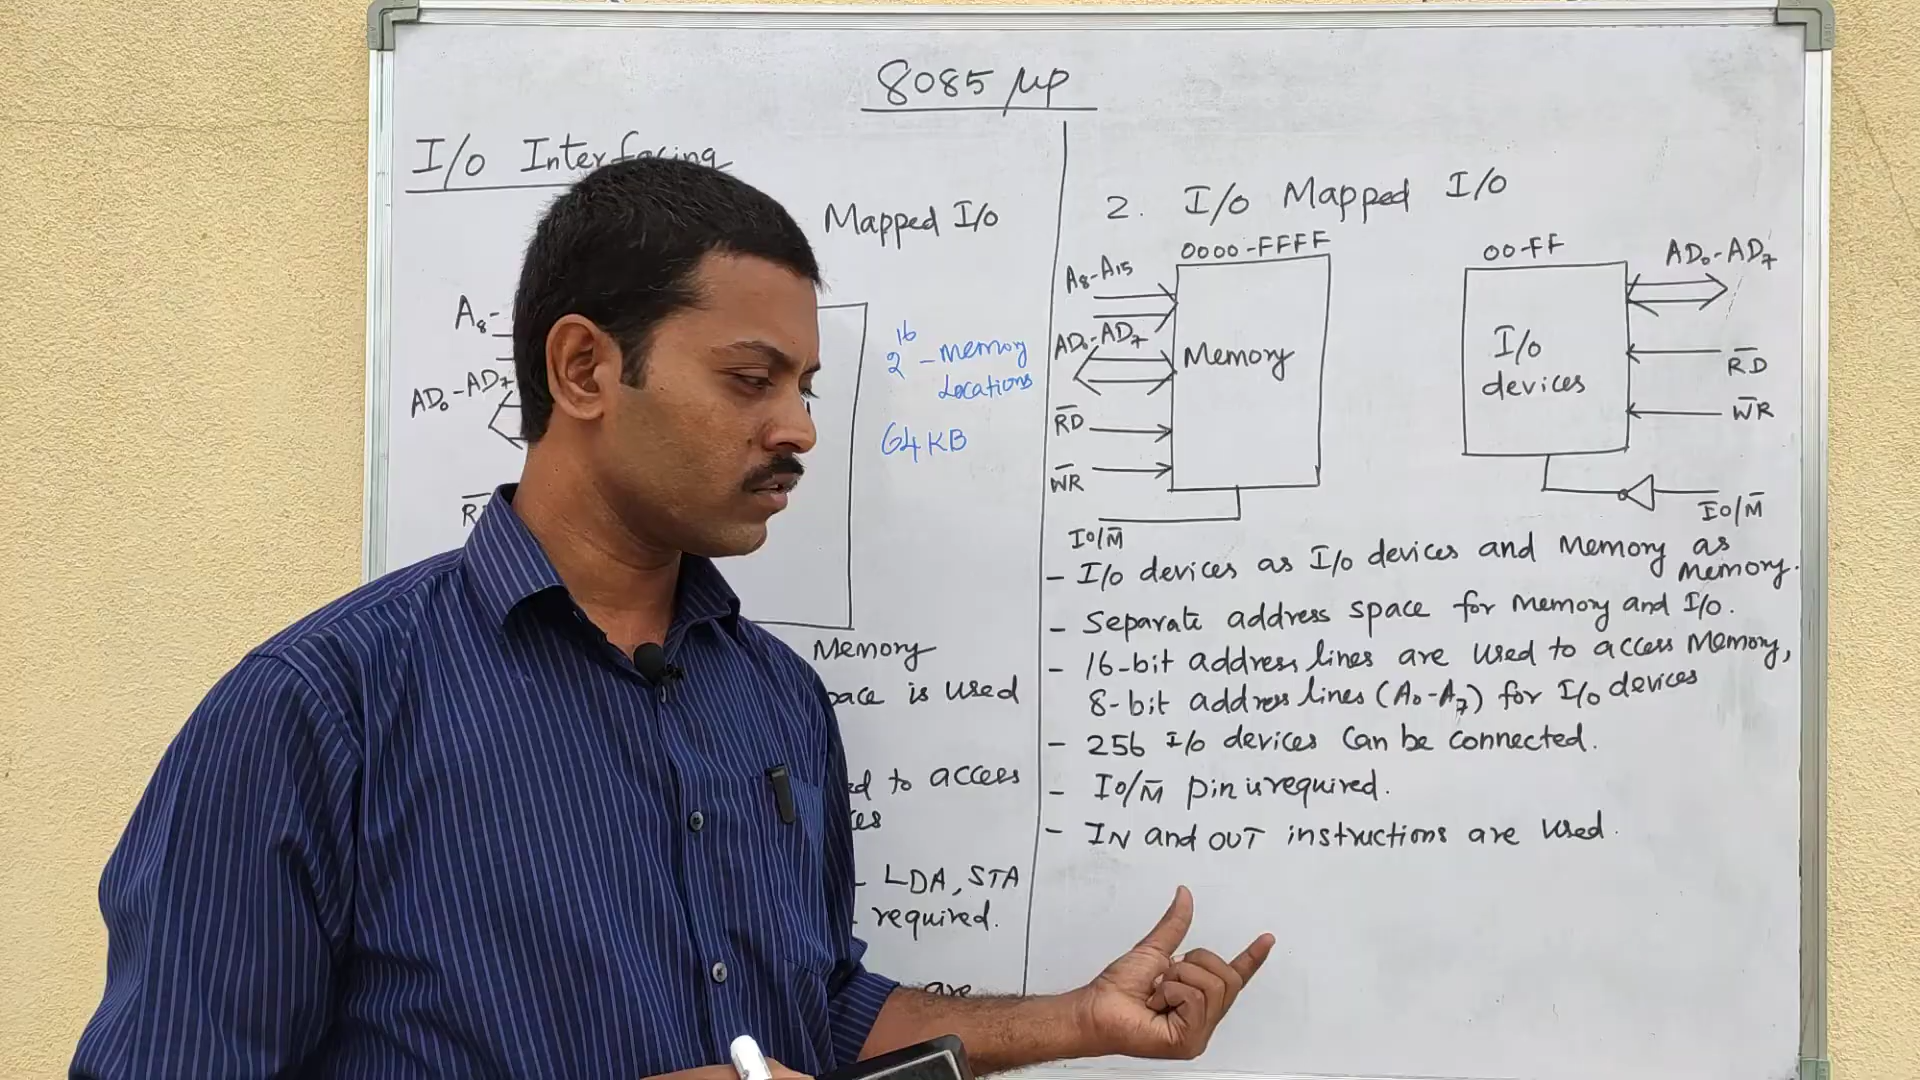 8085 μp
I/O Interfacing
Mapped I/O
A8-
AD0-AD7
2^16 - Memory
Locations
64KB
Memory
pace is used
ed to access
ces
- LDA, STA
- required.
are
2. I/O Mapped I/O
0000-FFFF
A8-A15
AD0-AD7
Memory
R̅D̅
W̅R̅
IO/M̅
00-FF
AD0-AD7
I/O
devices
R̅D̅
W̅R̅
IO/M̅
- I/O devices as I/O devices and Memory as
Memory.
- Separate address space for Memory and I/O.
- 16-bit address lines are used to access Memory,
8-bit address lines (A0-A7) for I/O devices
- 256 I/O devices can be connected.
- IO/M̅ pin is required.
- IN and OUT instructions are used.